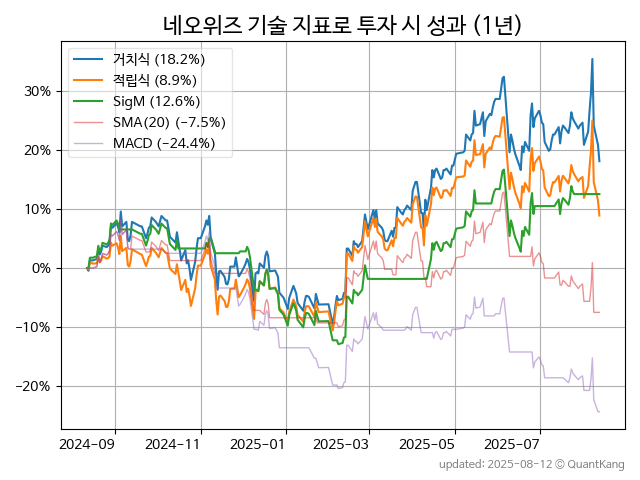 네오위즈 기술 지표로 투자 시 성과 (1년)
거치식 (18.2%)
적립식 (8.9%)
SigM (12.6%)
SMA(20) (−7.5%)
MACD (−24.4%)
30%
20%
10%
0%
−10%
−20%
2024-09 2024-11 2025-01 2025-03 2025-05 2025-07
updated: 2025-08-12 © QuantKang